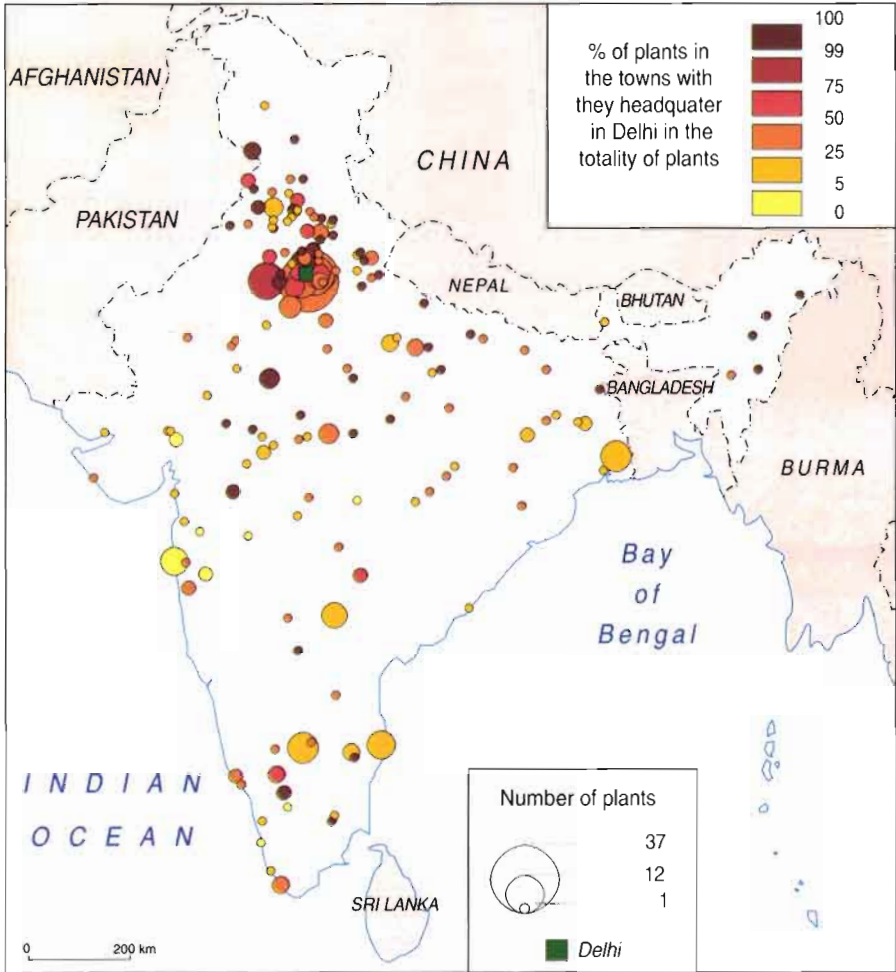 % of plants in
the towns with
they headquater
in Delhi in the
totality of plants
100
99
75
50
25
5
0
AFGHANISTAN
CHINA
PAKISTAN
NEPAL
BHUTAN
BANGLADESH
BURMA
Bay
of
Bengal
INDIAN
OCEAN
SRI LANKA
Number of plants
37
12
1
Delhi
0 200 km